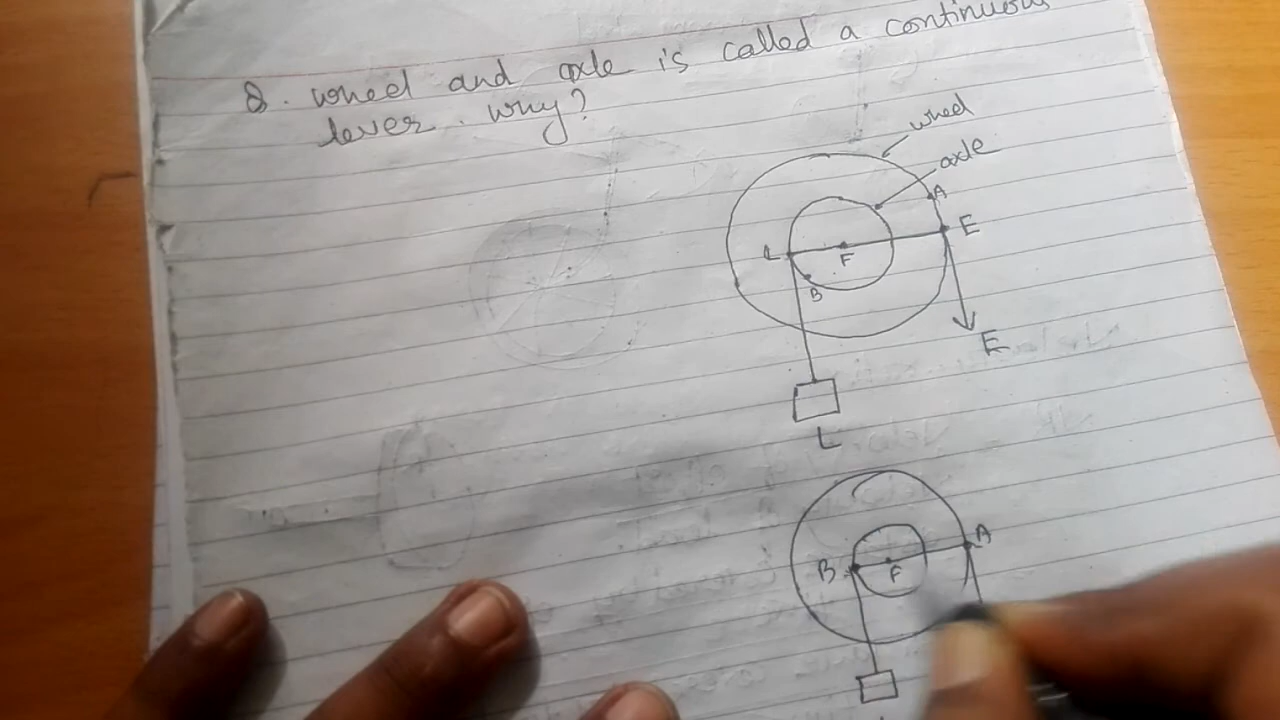 Q. wheel and axle is called a continuous
lever. why?
wheel
axle
A
E
L
F
B
E
L
A
B
F